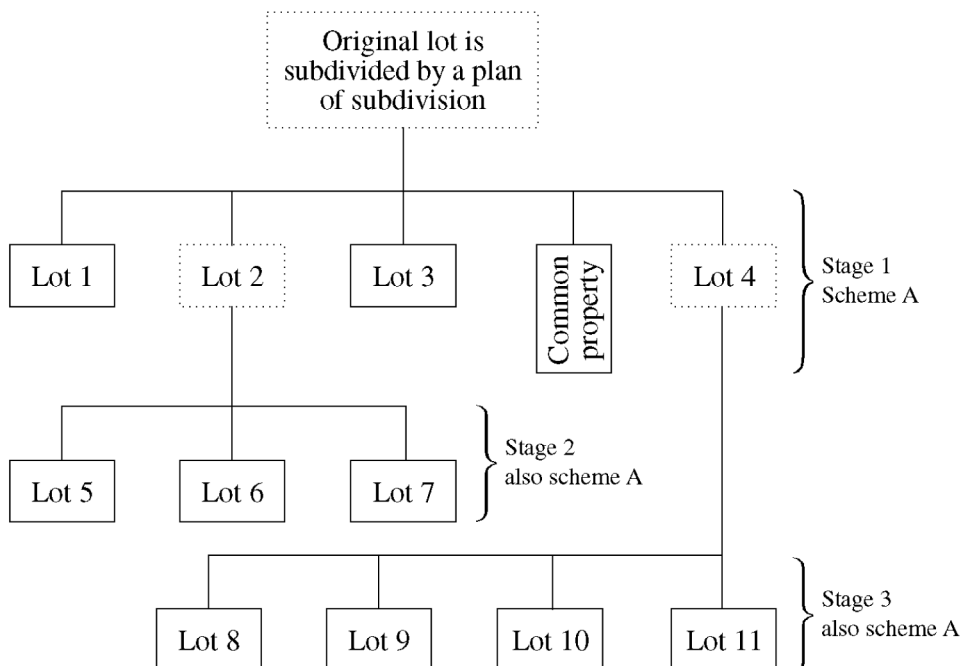 Original lot is
subdivided by a plan
of subdivision
Lot 1
Lot 2
Lot 3
Common
property
Lot 4
Stage 1
Scheme A
Lot 5
Lot 6
Lot 7
Stage 2
also scheme A
Lot 8
Lot 9
Lot 10
Lot 11
Stage 3
also scheme A